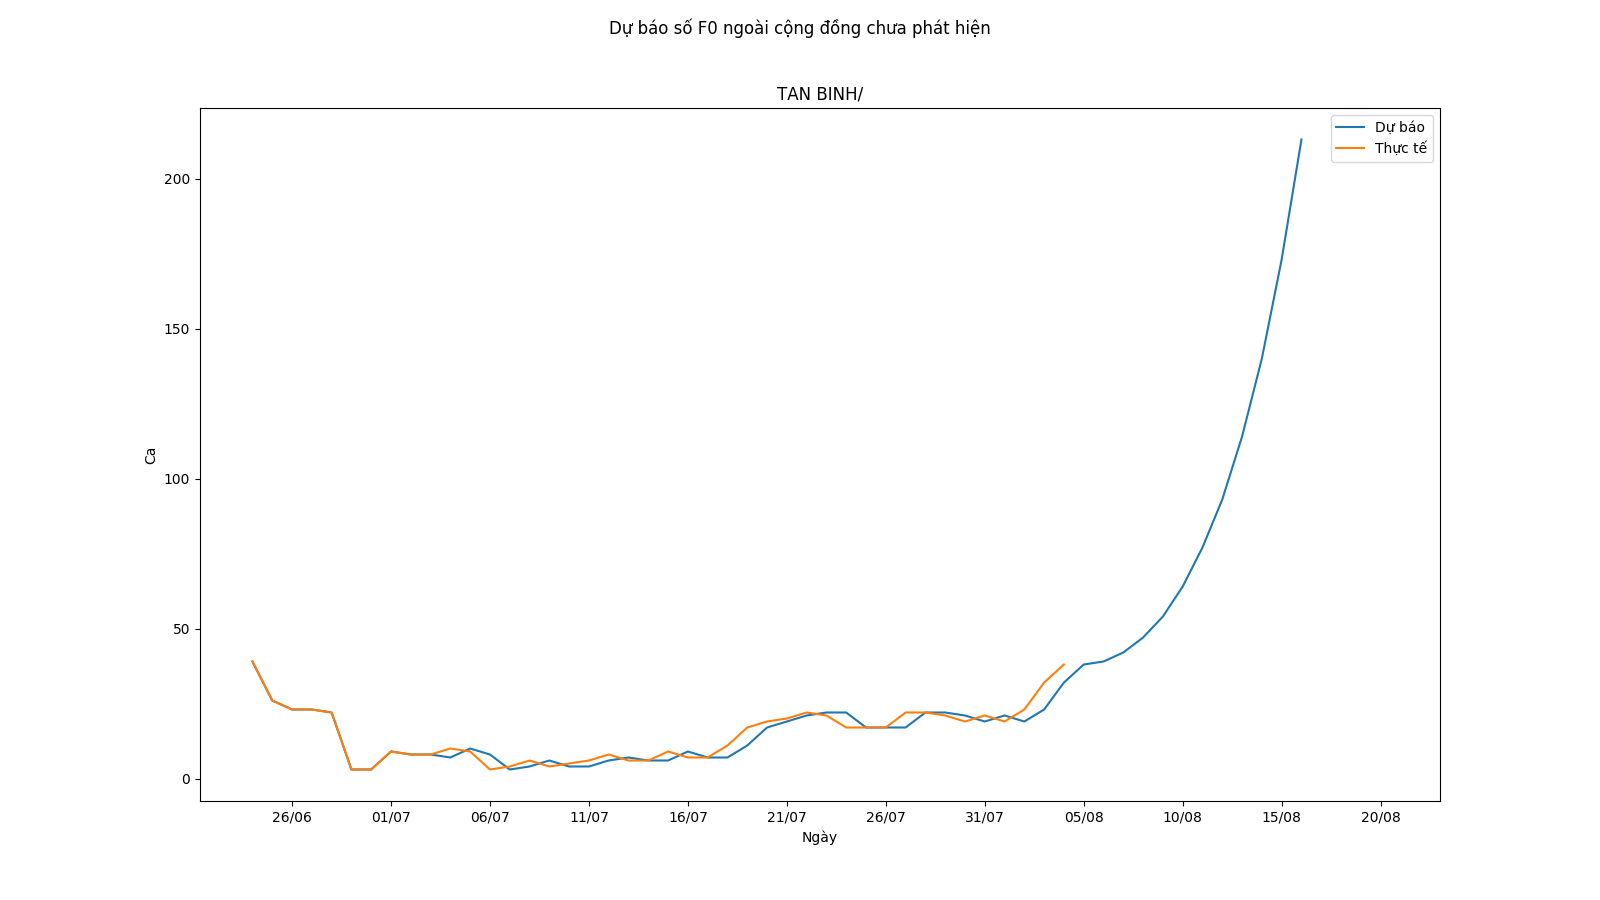 Dự báo số F0 ngoài cộng đồng chưa phát hiện
TAN BINH/
Dự báo
Thực tế
200
150
100
50
0
Ca
26/06 01/07 06/07 11/07 16/07 21/07 26/07 31/07 05/08 10/08 15/08 20/08
Ngày